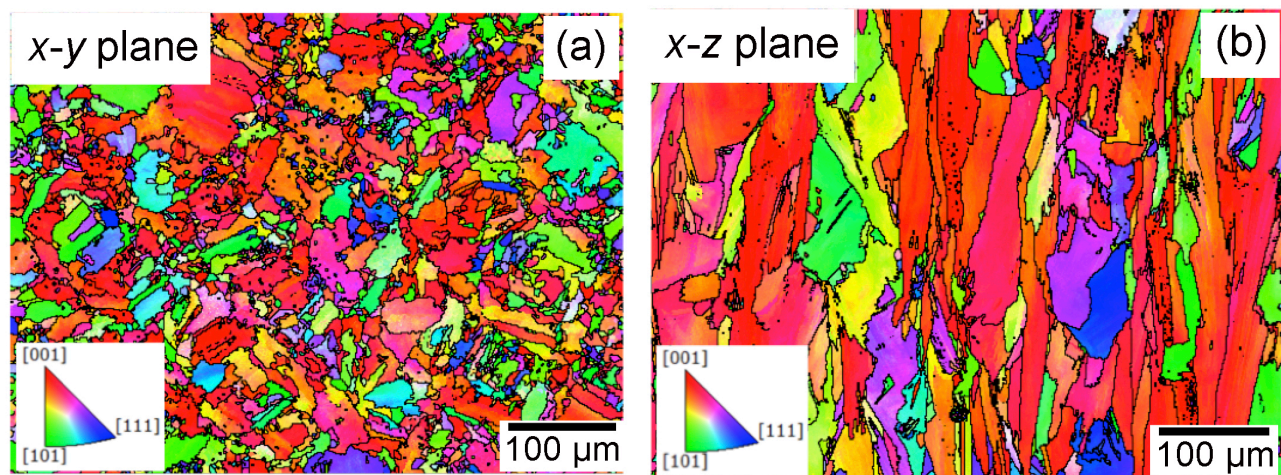 x-y plane
(a)
[001]
[111]
[101]
100 µm
x-z plane
(b)
[001]
[111]
[101]
100 µm